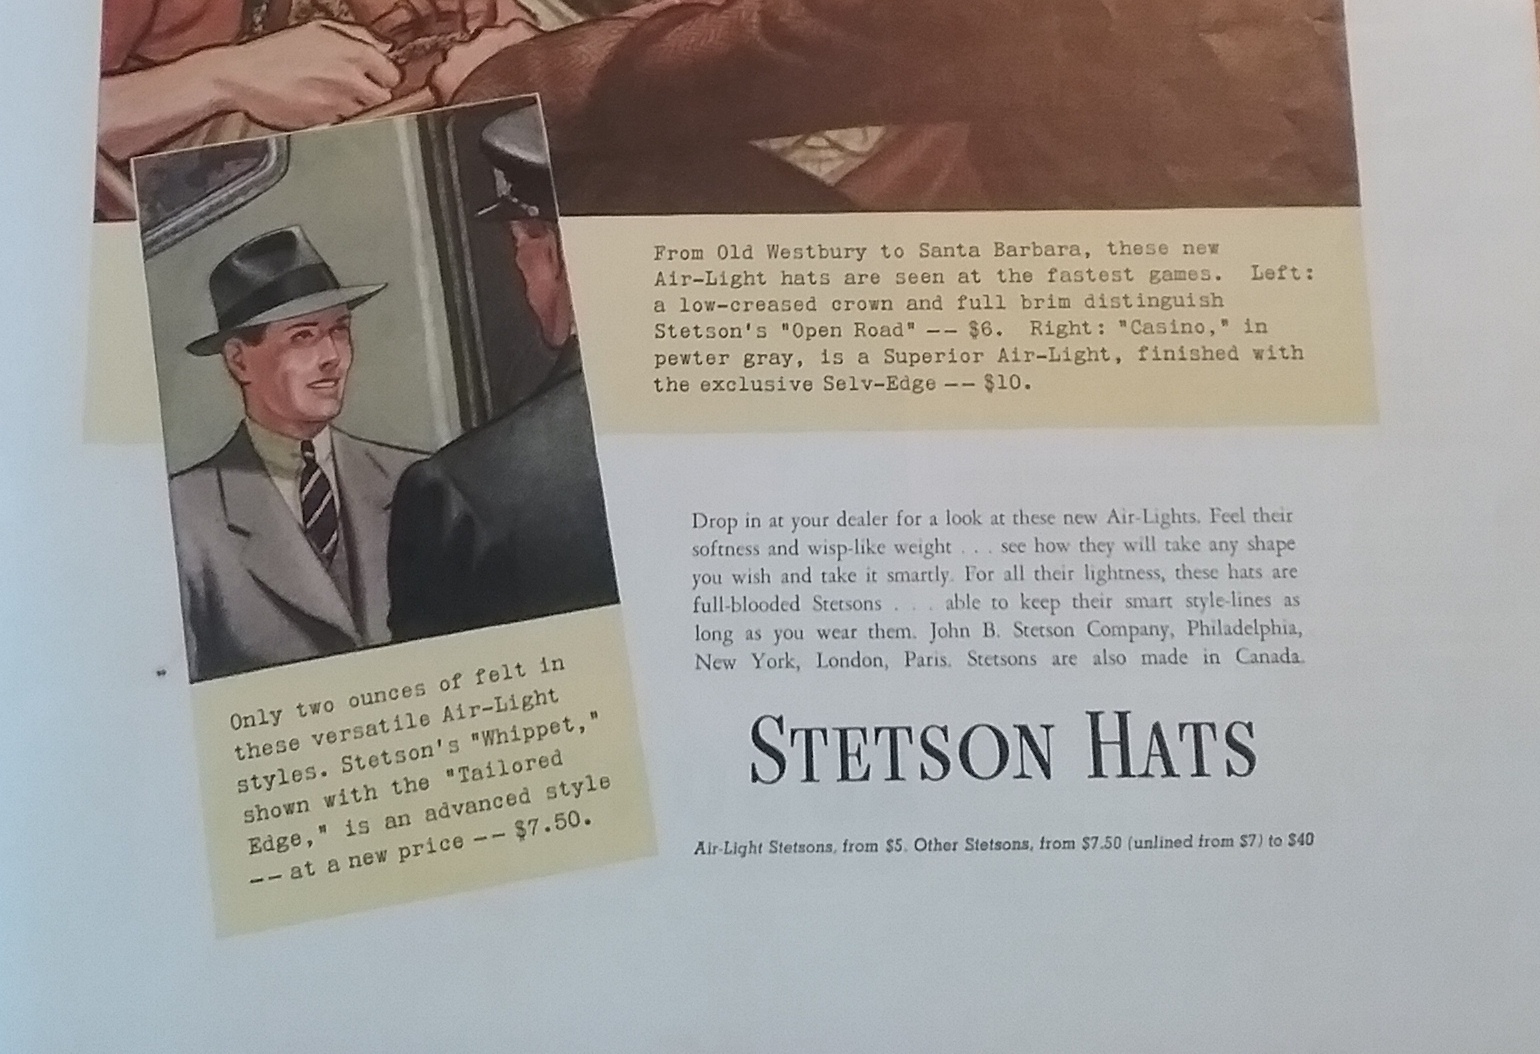 From Old Westbury to Santa Barbara, these new
Air-Light hats are seen at the fastest games. Left:
a low-creased crown and full brim distinguish
Stetson's "Open Road" -- $6. Right: "Casino," in
pewter gray, is a Superior Air-Light, finished with
the exclusive Selv-Edge -- $10.
Drop in at your dealer for a look at these new Air-Lights. Feel their
softness and wisp-like weight . . . see how they will take any shape
you wish and take it smartly. For all their lightness, these hats are
full-blooded Stetsons . . . able to keep their smart style-lines as
long as you wear them. John B. Stetson Company, Philadelphia,
New York, London, Paris. Stetsons are also made in Canada.
Only two ounces of felt in
these versatile Air-Light
styles. Stetson's "Whippet,"
shown with the "Tailored
Edge," is an advanced style
-- at a new price -- $7.50.
STETSON HATS
Air-Light Stetsons, from $5. Other Stetsons, from $7.50 (unlined from $7) to $40